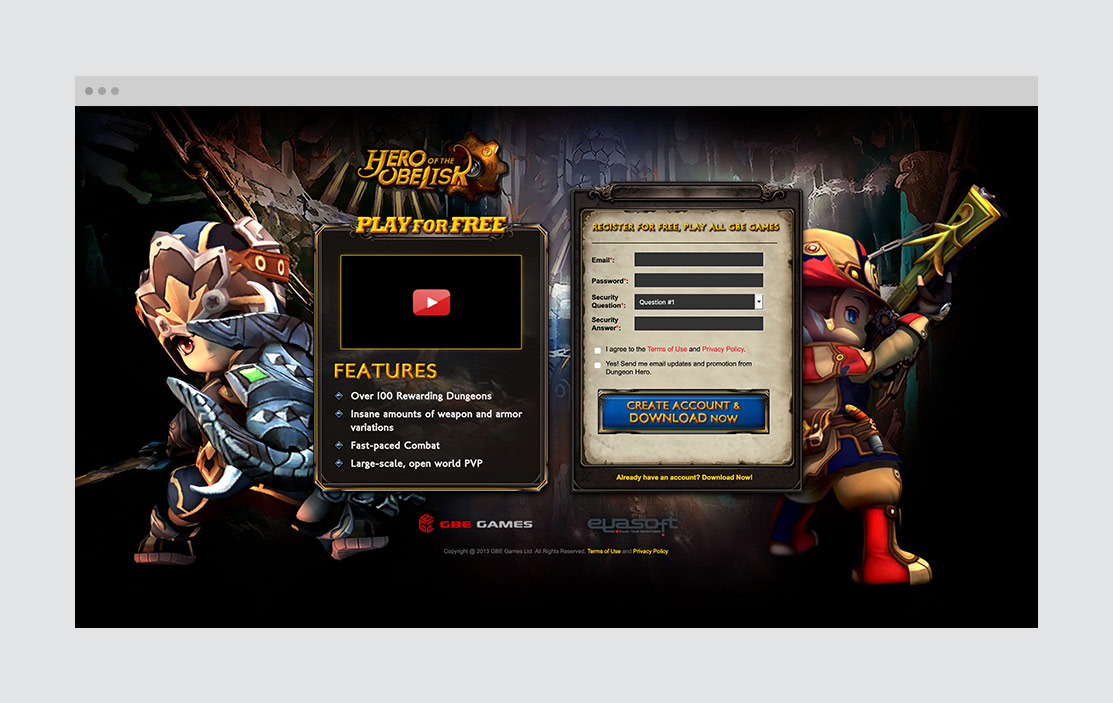 HERO OF THE
OBELISK
PLAY FOR FREE
FEATURES
Over 100 Rewarding Dungeons
Insane amounts of weapon and armor
variations
Fast-paced Combat
Large-scale, open world PVP
REGISTER FOR FREE, PLAY ALL GBE GAMES
Email*:
Password*:
Security
Question*:
Question #1
Security
Answer*:
I agree to the Terms of Use and Privacy Policy.
Yes! Send me email updates and promotion from
Dungeon Hero.
CREATE ACCOUNT &
DOWNLOAD NOW
Already have an account? Download Now!
GBE GAMES
eyasoft
Copyright @ 2013 GBE Games Ltd. All Rights Reserved. Terms of Use and Privacy Policy